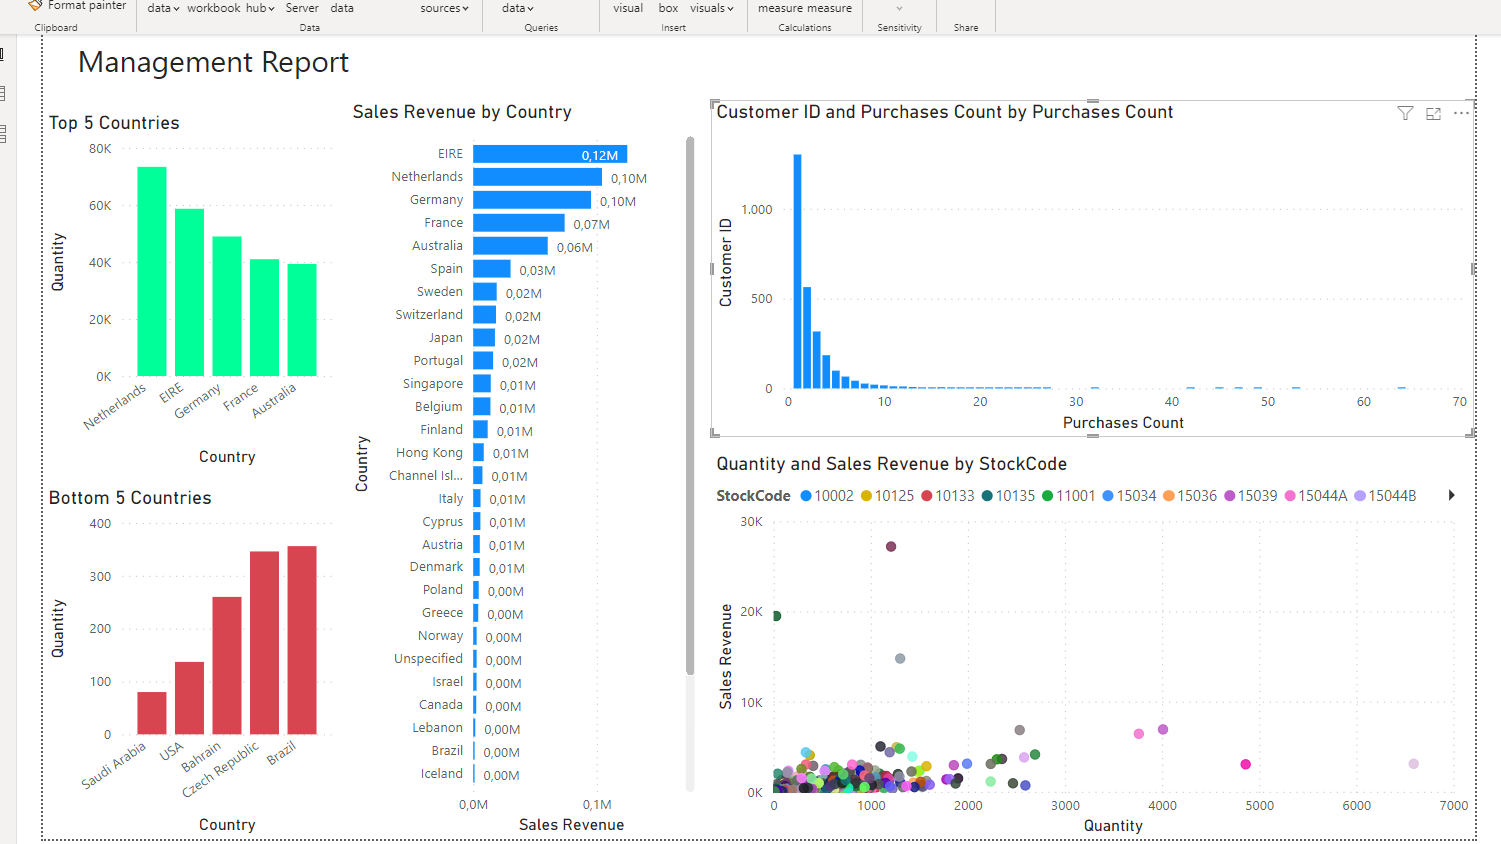 Format painter
data workbook hub Server data sources data visual box visuals measure measure
Clipboard Data Queries Insert Calculations Sensitivity Share
Management Report
Top 5 Countries
80K
60K
40K
20K
0K
Quantity
Netherlands
EIRE
Germany
France
Australia
Country
Bottom 5 Countries
400
300
200
100
0
Quantity
Saudi Arabia
USA
Bahrain
Czech Republic
Brazil
Country
Sales Revenue by Country
Country
EIRE 0,12M
Netherlands 0,10M
Germany 0,10M
France 0,07M
Australia 0,06M
Spain 0,03M
Sweden 0,02M
Switzerland 0,02M
Japan 0,02M
Portugal 0,02M
Singapore 0,01M
Belgium 0,01M
Finland 0,01M
Hong Kong 0,01M
Channel Isl... 0,01M
Italy 0,01M
Cyprus 0,01M
Austria 0,01M
Denmark 0,01M
Poland 0,00M
Greece 0,00M
Norway 0,00M
Unspecified 0,00M
Israel 0,00M
Canada 0,00M
Lebanon 0,00M
Brazil 0,00M
Iceland 0,00M
0,0M 0,1M
Sales Revenue
Customer ID and Purchases Count by Purchases Count
Customer ID
1.000
500
0
0 10 20 30 40 50 60 70
Purchases Count
Quantity and Sales Revenue by StockCode
StockCode 10002 10125 10133 10135 11001 15034 15036 15039 15044A 15044B
Sales Revenue
30K
20K
10K
0K
0 1000 2000 3000 4000 5000 6000 7000
Quantity